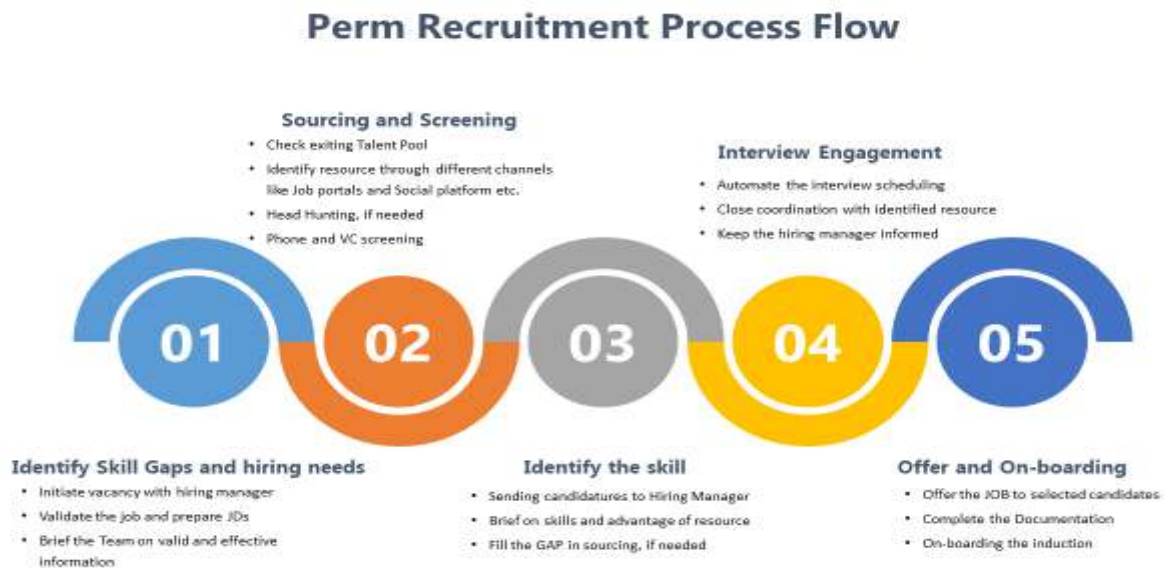 Perm Recruitment Process Flow
Sourcing and Screening
• Check exiting Talent Pool
• Identify resource through different channels
like Job portals and Social platform etc.
• Head Hunting, if needed
• Phone and VC screening
Interview Engagement
• Automate the interview scheduling
• Close coordination with identified resource
• Keep the hiring manager informed
01
02
03
04
05
Identify Skill Gaps and hiring needs
• Initiate vacancy with hiring manager
• Validate the job and prepare JDs
• Brief the Team on valid and effective
information
Identify the skill
• Sending candidatures to Hiring Manager
• Brief on skills and advantage of resource
• Fill the GAP in sourcing, if needed
Offer and On-boarding
• Offer the JOB to selected candidates
• Complete the Documentation
• On-boarding the induction